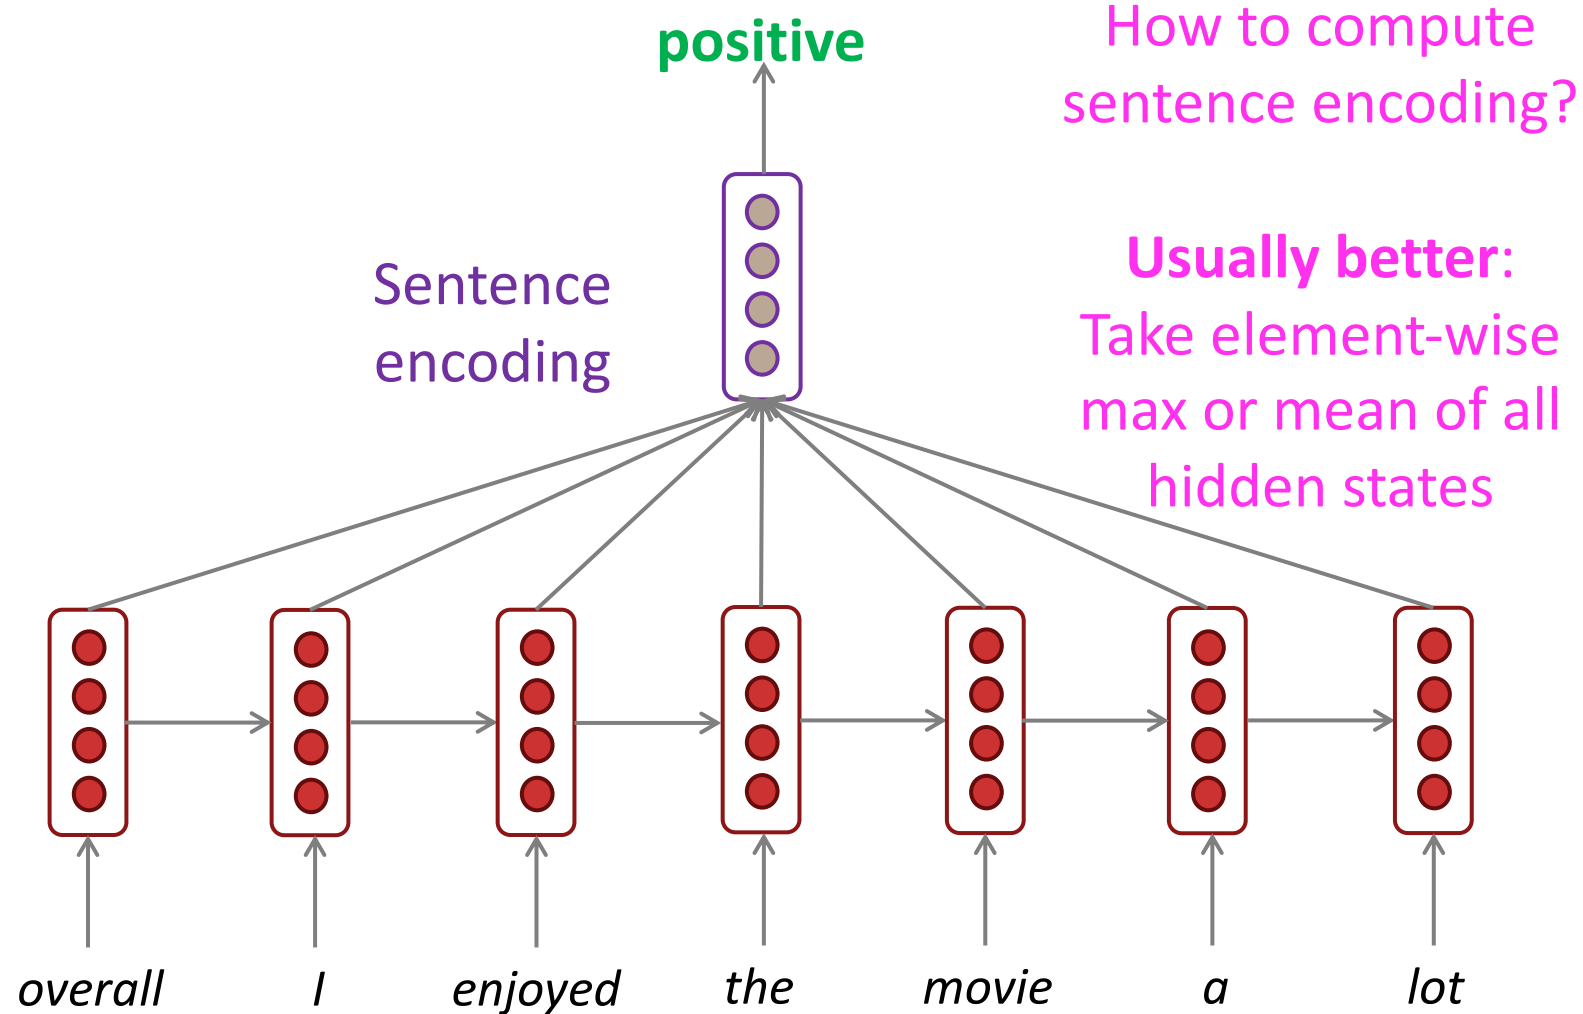 positive
How to compute
sentence encoding?
Sentence
encoding
Usually better:
Take element-wise
max or mean of all
hidden states
overall I enjoyed the movie a lot